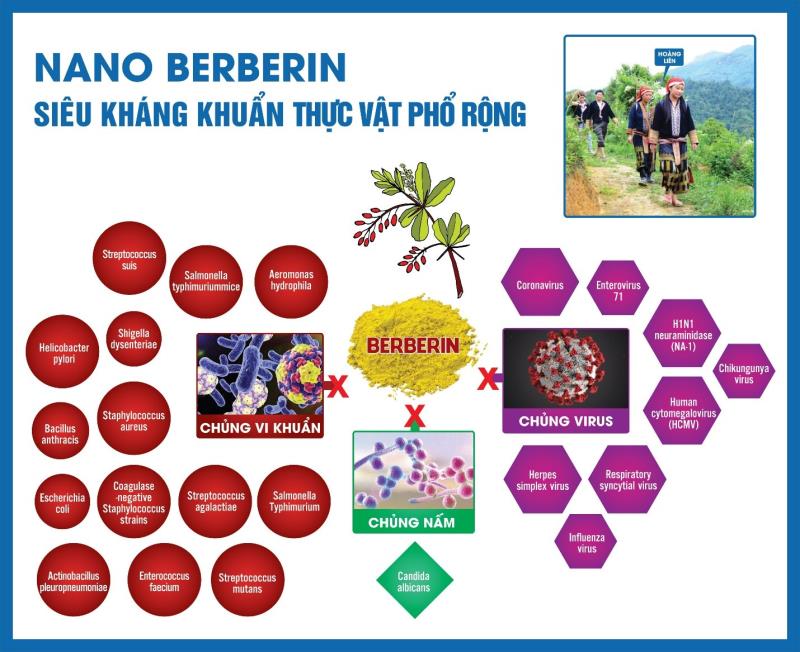 NANO BERBERIN
SIÊU KHÁNG KHUẨN THỰC VẬT PHỔ RỘNG
HOÀNG
LIÊN
Streptococcus
suis
Salmonella
typhimuriummice
Aeromonas
hydrophila
Helicobacter
pylori
Shigella
dysenteriae
Bacillus
anthracis
Staphylococcus
aureus
CHỦNG VI KHUẨN
Escherichia
coli
Coagulase
-negative
Staphylococcus
strains
Streptococcus
agalactiae
Salmonella
Typhimurium
Actinobacillus
pleuropneumoniae
Enterococcus
faecium
Streptococcus
mutans
BERBERIN
X
X
X
CHỦNG NẤM
Candida
albicans
Coronavirus
Enterovirus
71
H1N1
neuraminidase
(NA-1)
Chikungunya
virus
CHỦNG VIRUS
Human
cytomegalovirus
(HCMV)
Herpes
simplex virus
Respiratory
syncytial virus
Influenza
virus